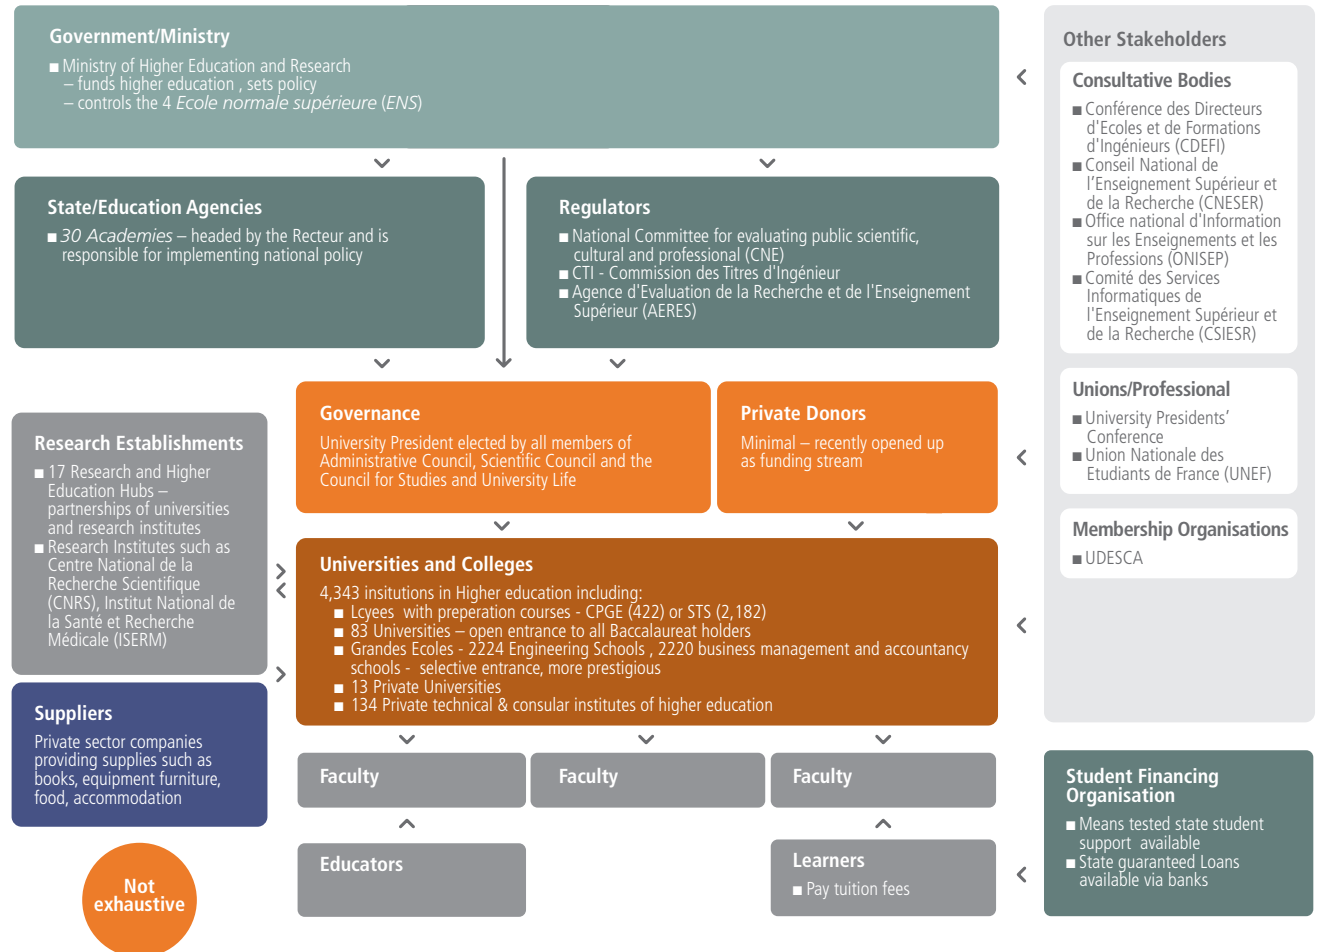 Government/Ministry
■ Ministry of Higher Education and Research
– funds higher education , sets policy
– controls the 4 Ecole normale supérieure (ENS)
State/Education Agencies
■ 30 Academies – headed by the Recteur and is
responsible for implementing national policy
Regulators
■ National Committee for evaluating public scientific,
cultural and professional (CNE)
■ CTI - Commission des Titres d'Ingénieur
■ Agence d'Evaluation de la Recherche et de l'Enseignement
Supérieur (AERES)
Other Stakeholders
Consultative Bodies
■ Conférence des Directeurs
d'Ecoles et de Formations
d'Ingénieurs (CDEFI)
■ Conseil National de
l'Enseignement Supérieur et
de la Recherche (CNESER)
■ Office national d'Information
sur les Enseignements et les
Professions (ONISEP)
■ Comité des Services
Informatiques de
l'Enseignement Supérieur et
de la Recherche (CSIESR)
Unions/Professional
■ University Presidents'
Conference
■ Union Nationale des
Etudiants de France (UNEF)
Membership Organisations
■ UDESCA
Governance
University President elected by all members of
Administrative Council, Scientific Council and the
Council for Studies and University Life
Private Donors
Minimal – recently opened up
as funding stream
Research Establishments
■ 17 Research and Higher
Education Hubs –
partnerships of universities
and research institutes
■ Research Institutes such as
Centre National de la
Recherche Scientifique
(CNRS), Institut National de
la Santé et Recherche
Médicale (ISERM)
Universities and Colleges
4,343 insitutions in Higher education including:
■ Lcyees with preperation courses - CPGE (422) or STS (2,182)
■ 83 Universities – open entrance to all Baccalaureat holders
■ Grandes Ecoles - 2224 Engineering Schools , 2220 business management and accountancy
schools - selective entrance, more prestigious
■ 13 Private Universities
■ 134 Private technical & consular institutes of higher education
Suppliers
Private sector companies
providing supplies such as
books, equipment furniture,
food, accommodation
Faculty
Faculty
Faculty
Educators
Learners
■ Pay tuition fees
Student Financing
Organisation
■ Means tested state student
support available
■ State guaranteed Loans
available via banks
Not
exhaustive